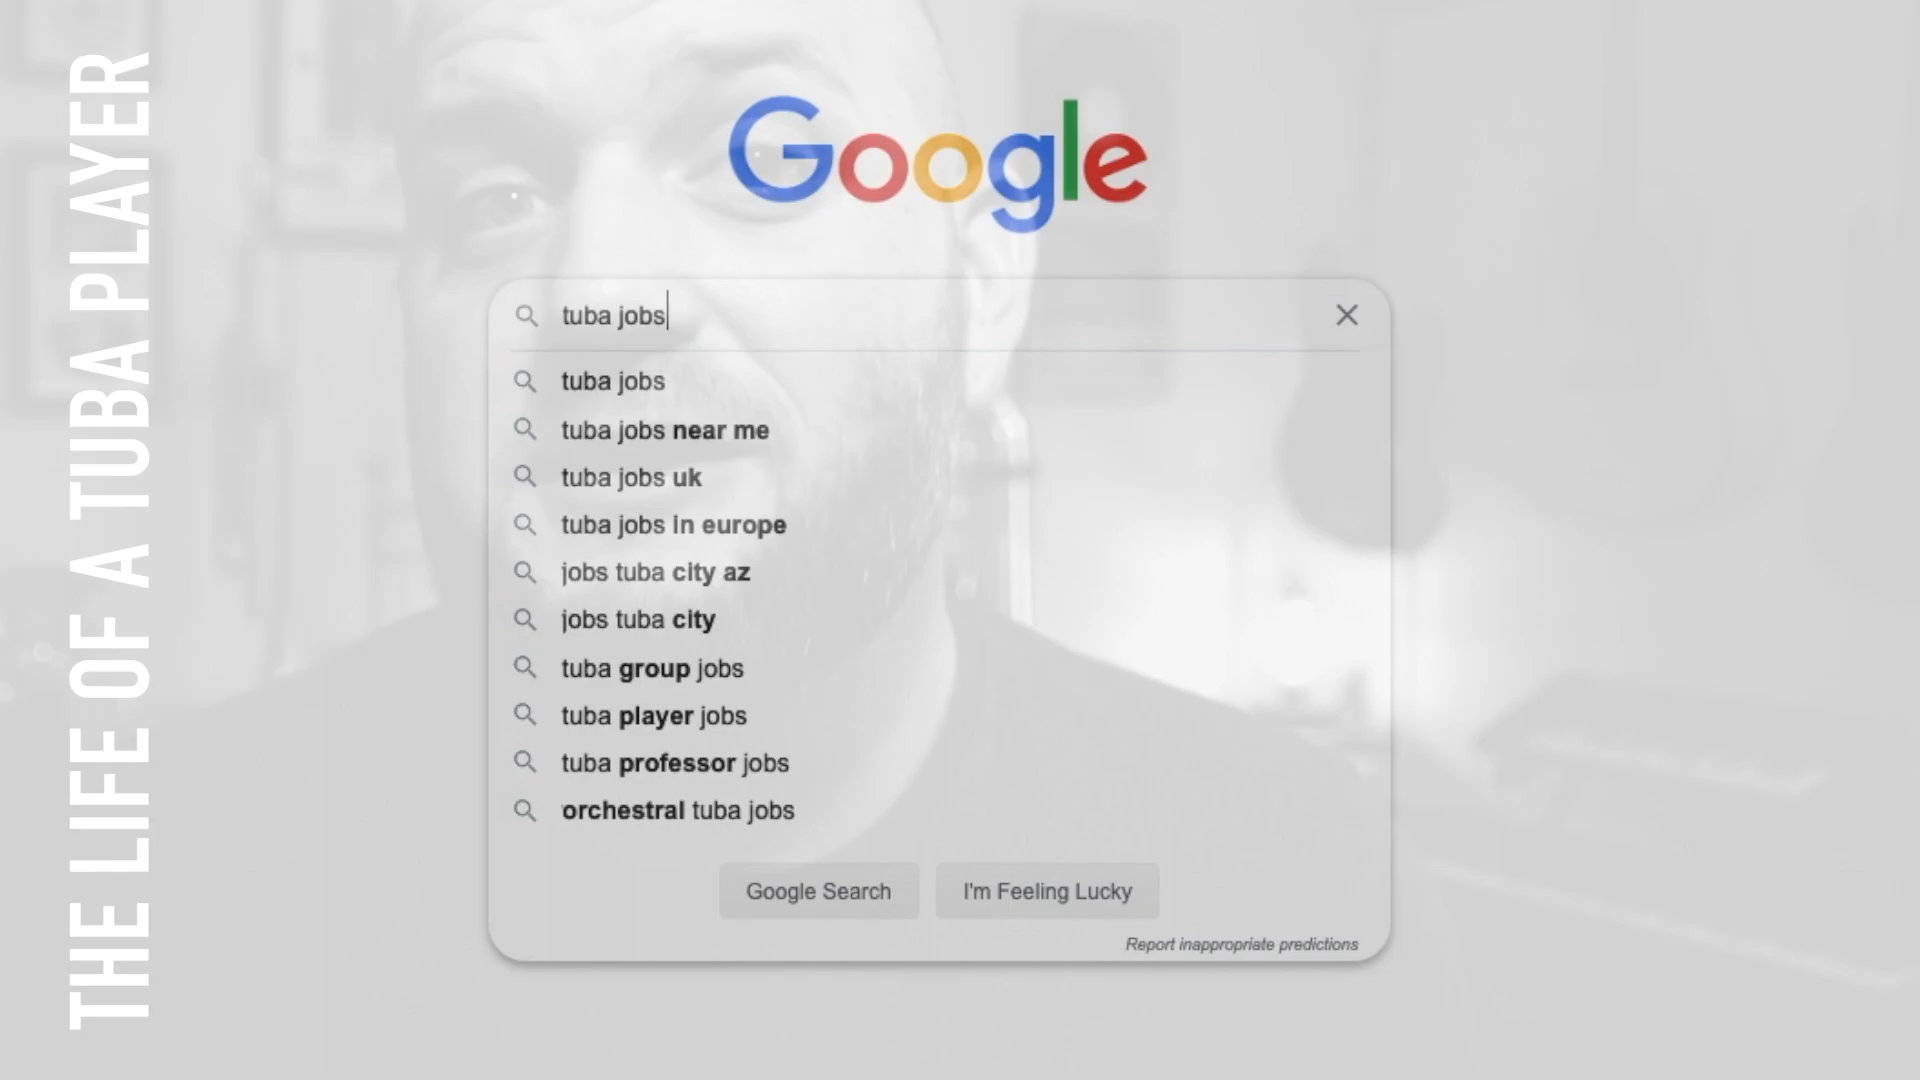 THE LIFE OF A TUBA PLAYER
Google
tuba jobs
tuba jobs
tuba jobs near me
tuba jobs uk
tuba jobs in europe
jobs tuba city az
jobs tuba city
tuba group jobs
tuba player jobs
tuba professor jobs
orchestral tuba jobs
Google Search
I'm Feeling Lucky
Report inappropriate predictions